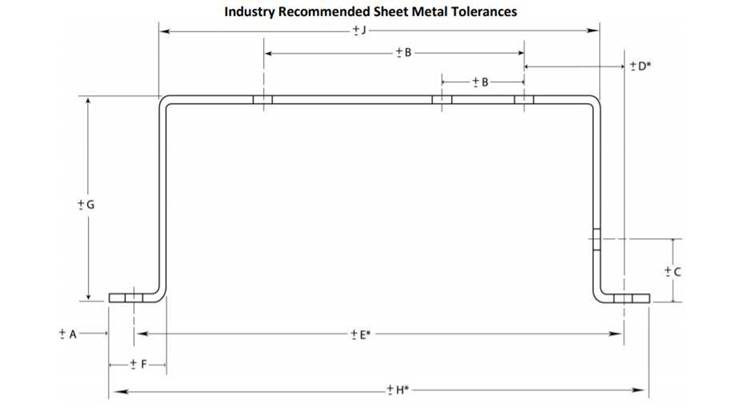 Industry Recommended Sheet Metal Tolerances
±J
±B
±D*
±B
±G
±C
±A
±E*
±F
±H*